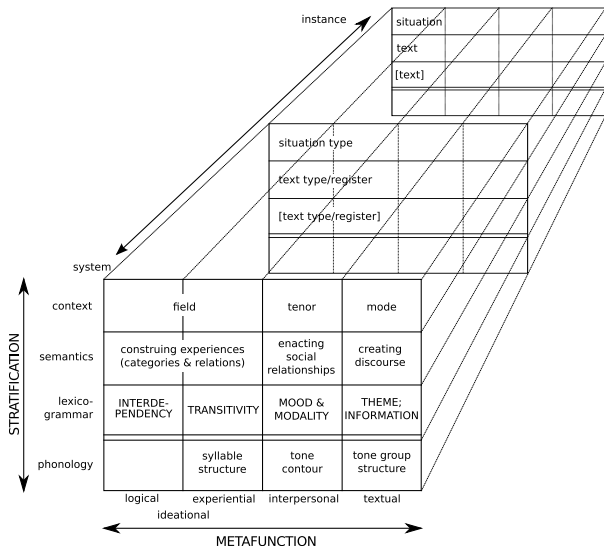 instance
situation
text
[text]
situation type
text type/register
[text type/register]
system
context
field
tenor
mode
semantics
construing experiences
(categories & relations)
enacting
social
relationships
creating
discourse
lexico-
grammar
INTERDE-
PENDENCY
TRANSITIVITY
MOOD &
MODALITY
THEME;
INFORMATION
phonology
syllable
structure
tone
contour
tone group
structure
logical
experiential
interpersonal
textual
ideational
METAFUNCTION
STRATIFICATION